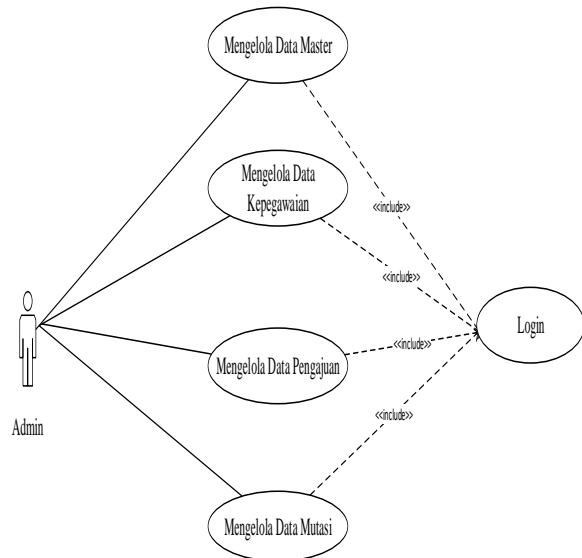 Mengelola Data Master
Mengelola Data
Kepegawaian
<<include>>
<<include>>
Login
<<include>>
Mengelola Data Pengajuan
Admin
<<include>>
Mengelola Data Mutasi